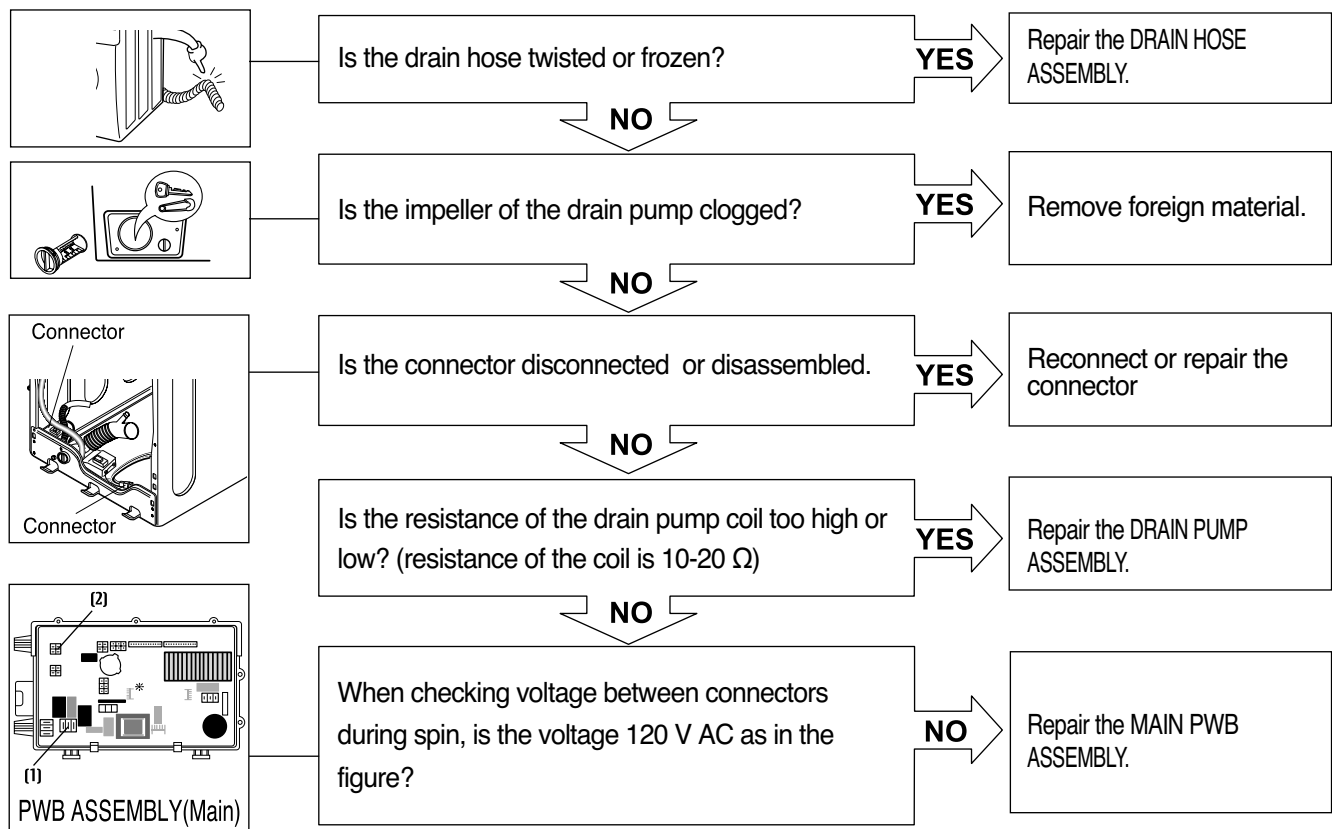 Is the drain hose twisted or frozen?
YES
Repair the DRAIN HOSE
ASSEMBLY.
NO
Is the impeller of the drain pump clogged?
YES
Remove foreign material.
NO
Connector
Connector
Is the connector disconnected or disassembled.
YES
Reconnect or repair the
connector
NO
Is the resistance of the drain pump coil too high or
low? (resistance of the coil is 10-20 Ω)
YES
Repair the DRAIN PUMP
ASSEMBLY.
NO
(2)
(1)
PWB ASSEMBLY(Main)
When checking voltage between connectors
during spin, is the voltage 120 V AC as in the
figure?
NO
Repair the MAIN PWB
ASSEMBLY.